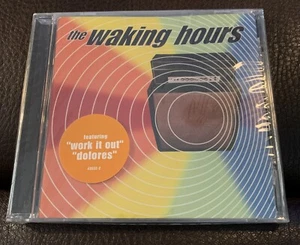 the waking hours
featuring
"work it out"
"dolores"